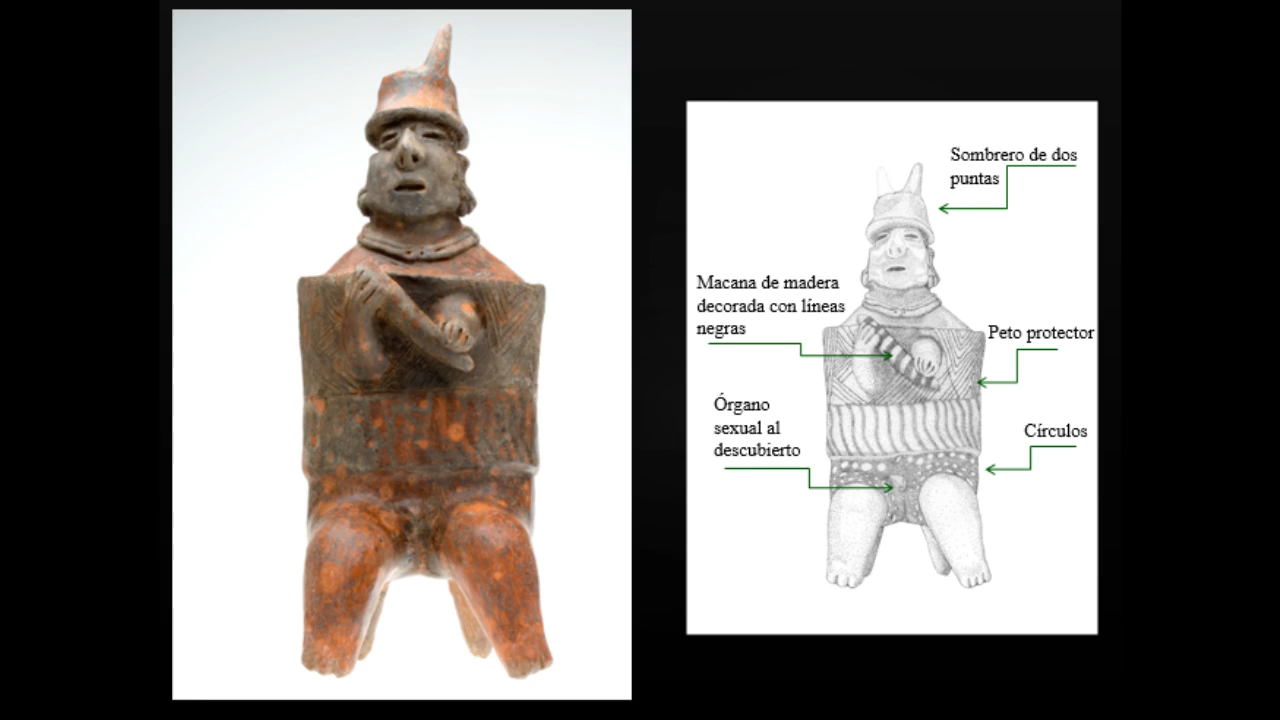 Sombrero de dos
puntas
Macana de madera
decorada con líneas
negras
Peto protector
Órgano
sexual al
descubierto
Círculos